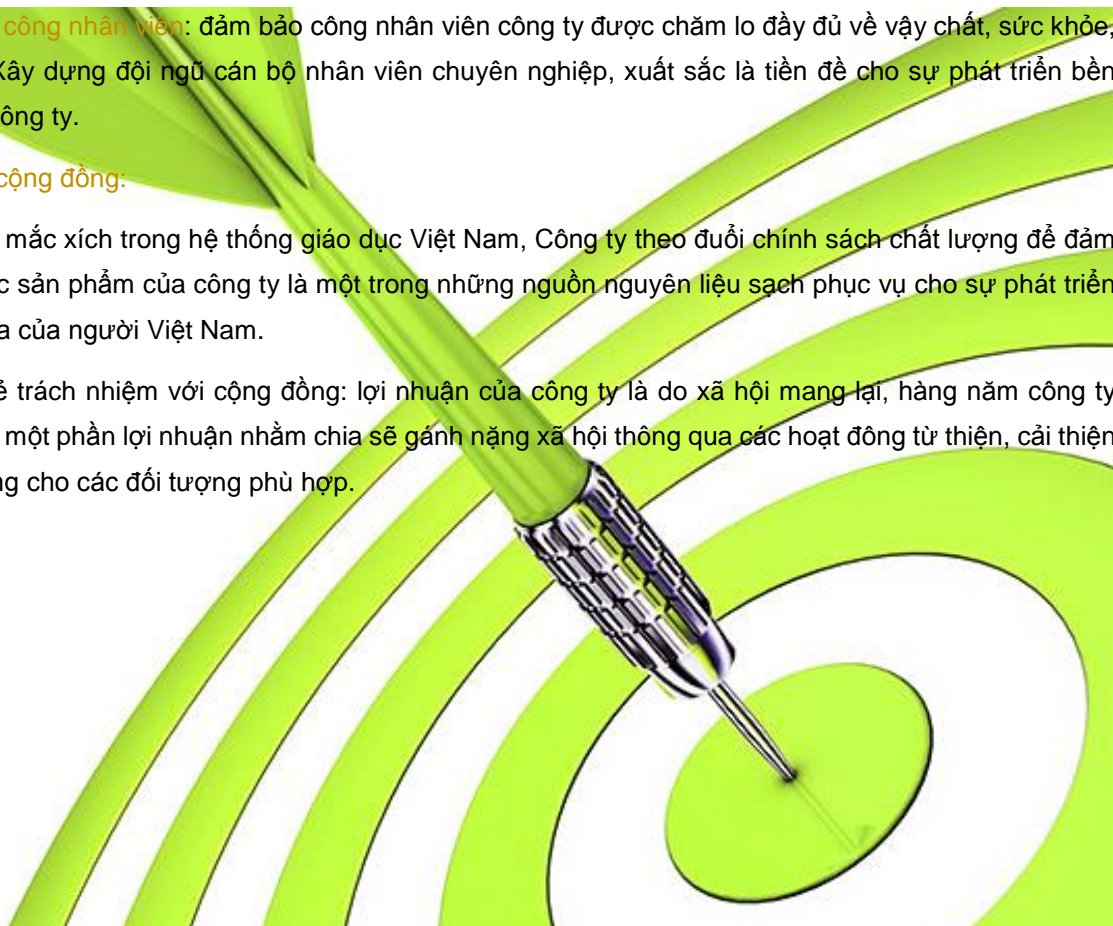 công nhân viên: đảm bảo công nhân viên công ty được chăm lo đầy đủ về vậy chất, sức khỏe,
Xây dựng đội ngũ cán bộ nhân viên chuyên nghiệp, xuất sắc là tiền đề cho sự phát triển bền
ông ty.
cộng đồng:
mắc xích trong hệ thống giáo dục Việt Nam, Công ty theo đuổi chính sách chất lượng để đảm
c sản phẩm của công ty là một trong những nguồn nguyên liệu sạch phục vụ cho sự phát triển
a của người Việt Nam.
ẻ trách nhiệm với cộng đồng: lợi nhuận của công ty là do xã hội mang lại, hàng năm công ty
một phần lợi nhuận nhằm chia sẽ gánh nặng xã hội thông qua các hoạt đông từ thiện, cải thiện
ng cho các đối tượng phù hợp.